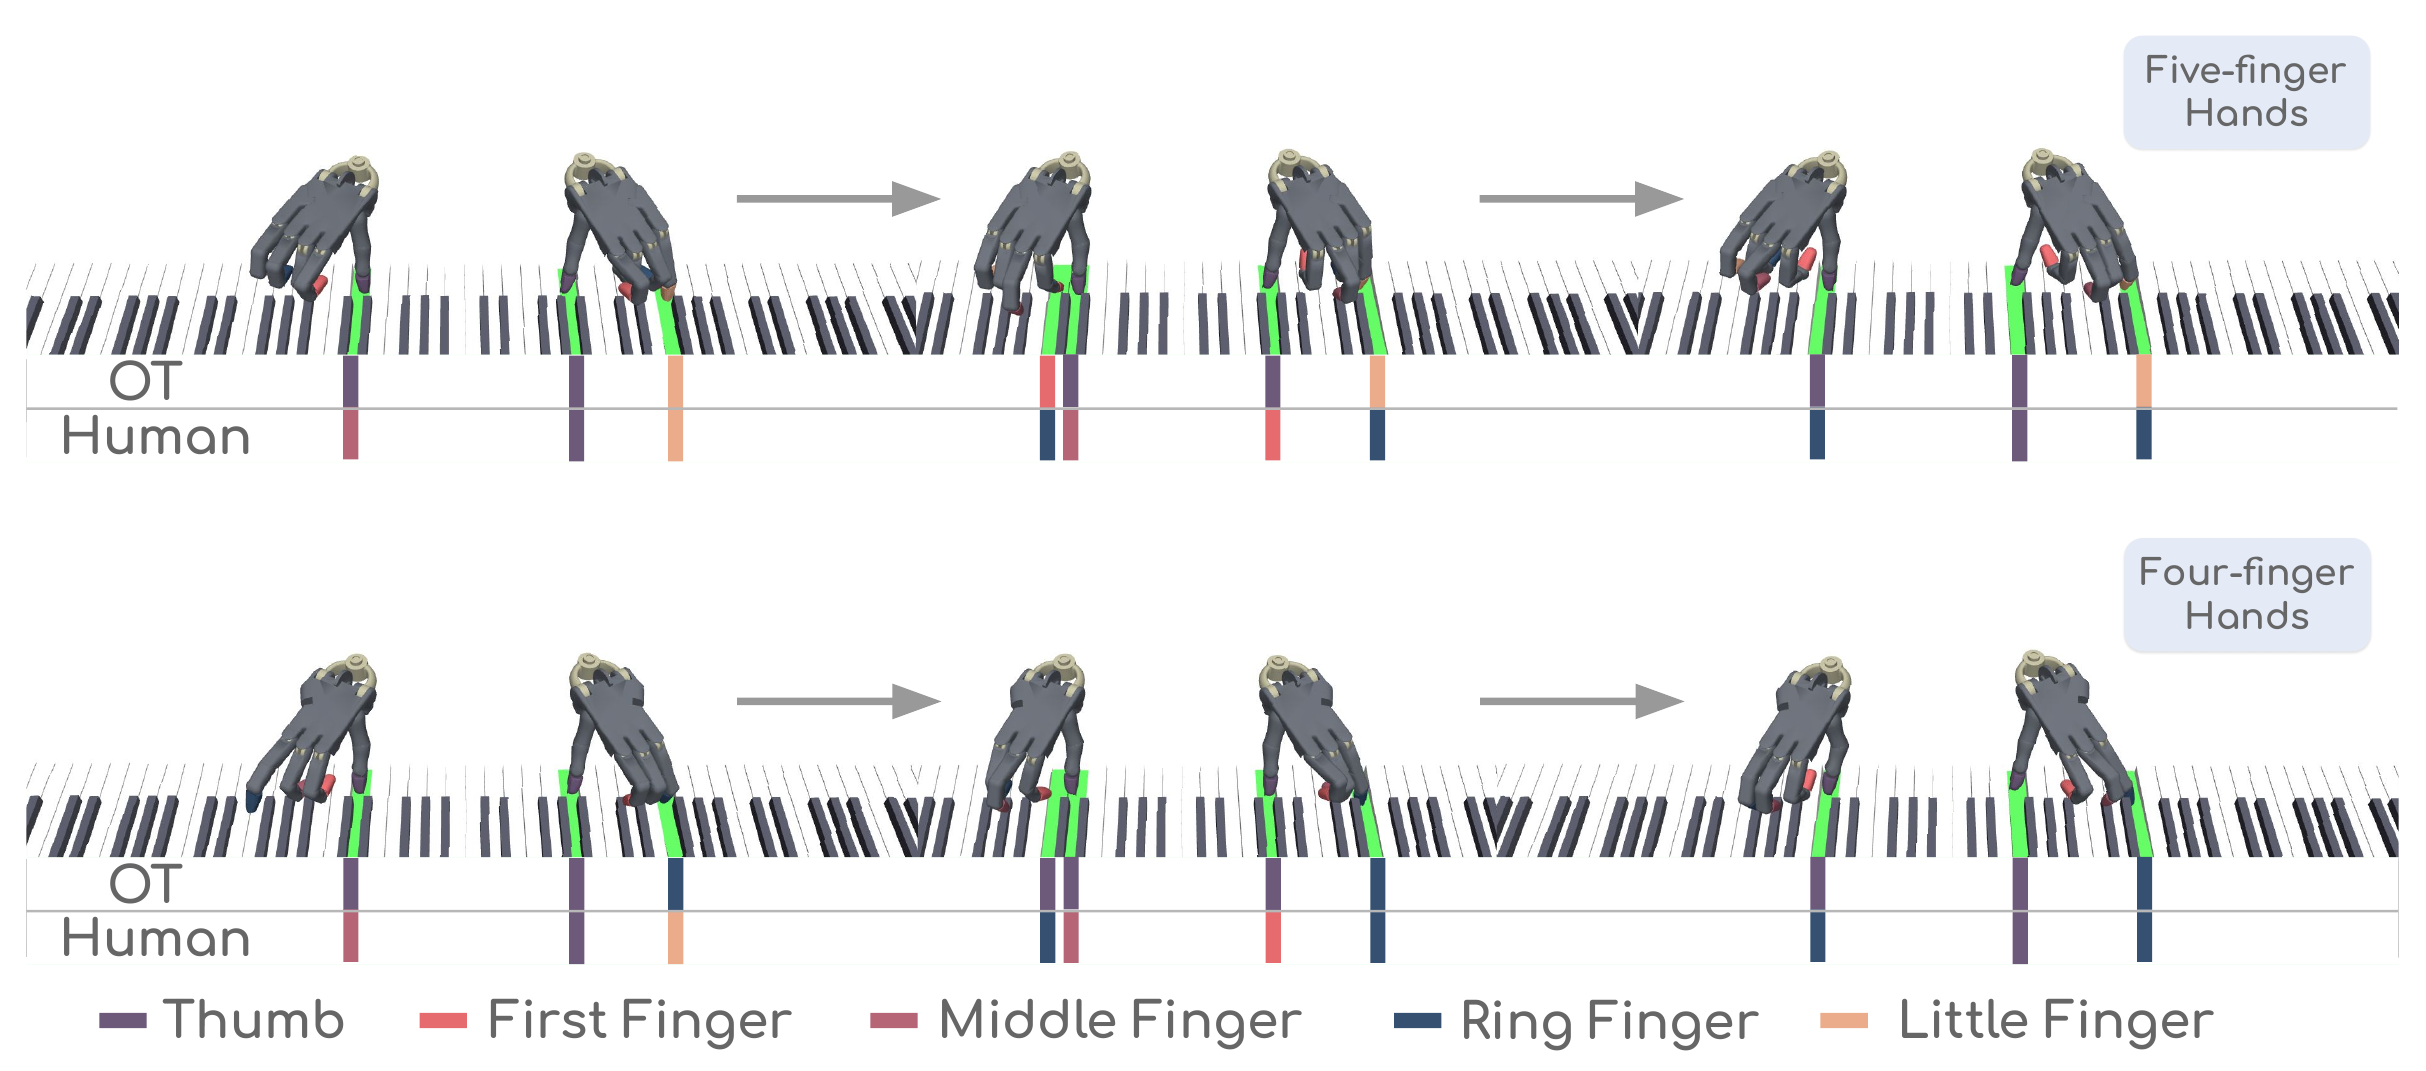 Five-finger
Hands
OT
Human
Four-finger
Hands
OT
Human
Thumb
First Finger
Middle Finger
Ring Finger
Little Finger